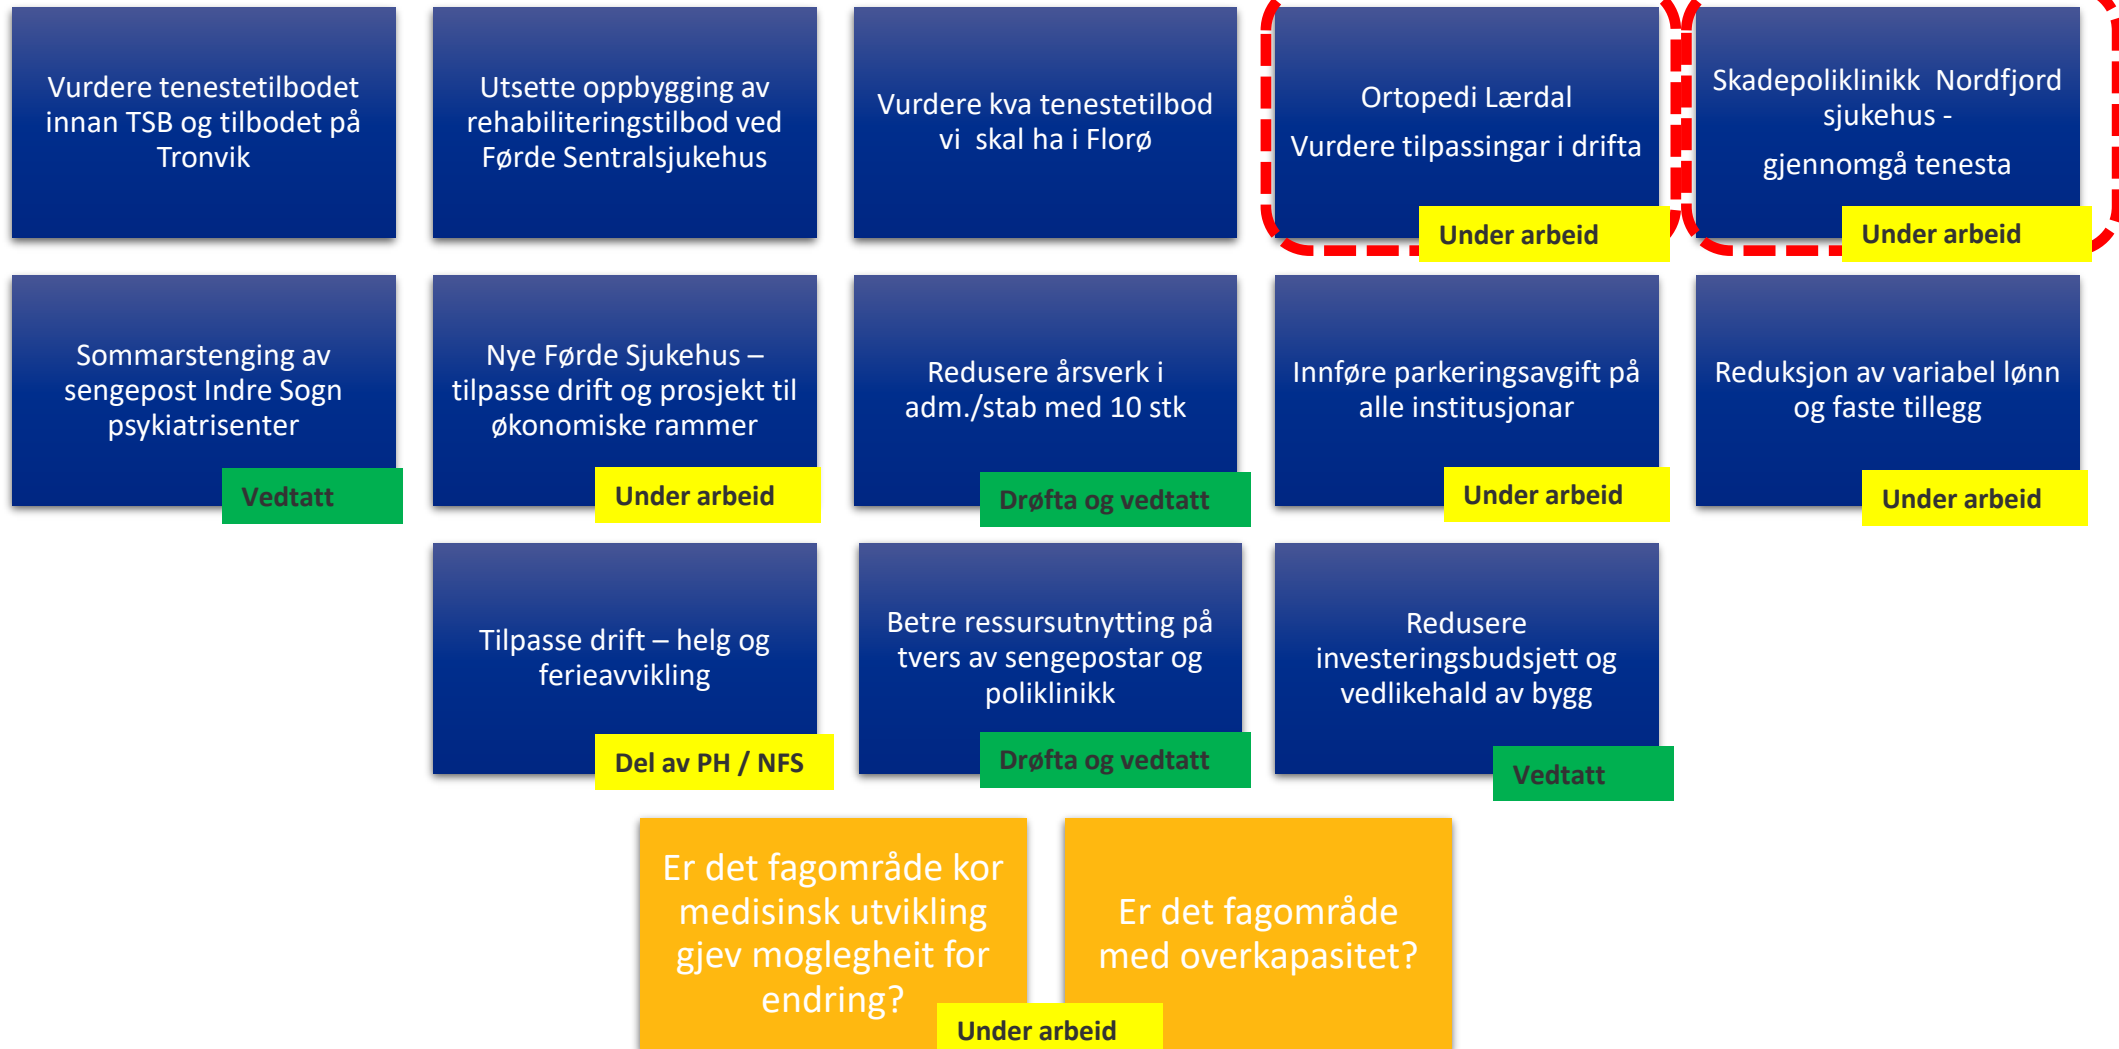 Vurdere tenestetilbodet
innan TSB og tilbodet på
Tronvik
Utsette oppbygging av
rehabiliteringstilbod ved
Førde Sentralsjukehus
Vurdere kva tenestetilbod
vi skal ha i Florø
Ortopedi Lærdal
Vurdere tilpassingar i drifta
Under arbeid
Skadepoliklinikk Nordfjord
sjukehus -
gjennomgå tenesta
Under arbeid
Sommarstenging av
sengepost Indre Sogn
psykiatrisenter
Vedtatt
Nye Førde Sjukehus –
tilpasse drift og prosjekt til
økonomiske rammer
Under arbeid
Redusere årsverk i
adm./stab med 10 stk
Drøfta og vedtatt
Innføre parkeringsavgift på
alle institusjonar
Under arbeid
Reduksjon av variabel lønn
og faste tillegg
Under arbeid
Tilpasse drift – helg og
ferieavvikling
Del av PH / NFS
Betre ressursutnytting på
tvers av sengepostar og
poliklinikk
Drøfta og vedtatt
Redusere
investeringsbudsjett og
vedlikehald av bygg
Vedtatt
Er det fagområde kor
medisinsk utvikling
gjev moglegheit for
endring?
Er det fagområde
med overkapasitet?
Under arbeid